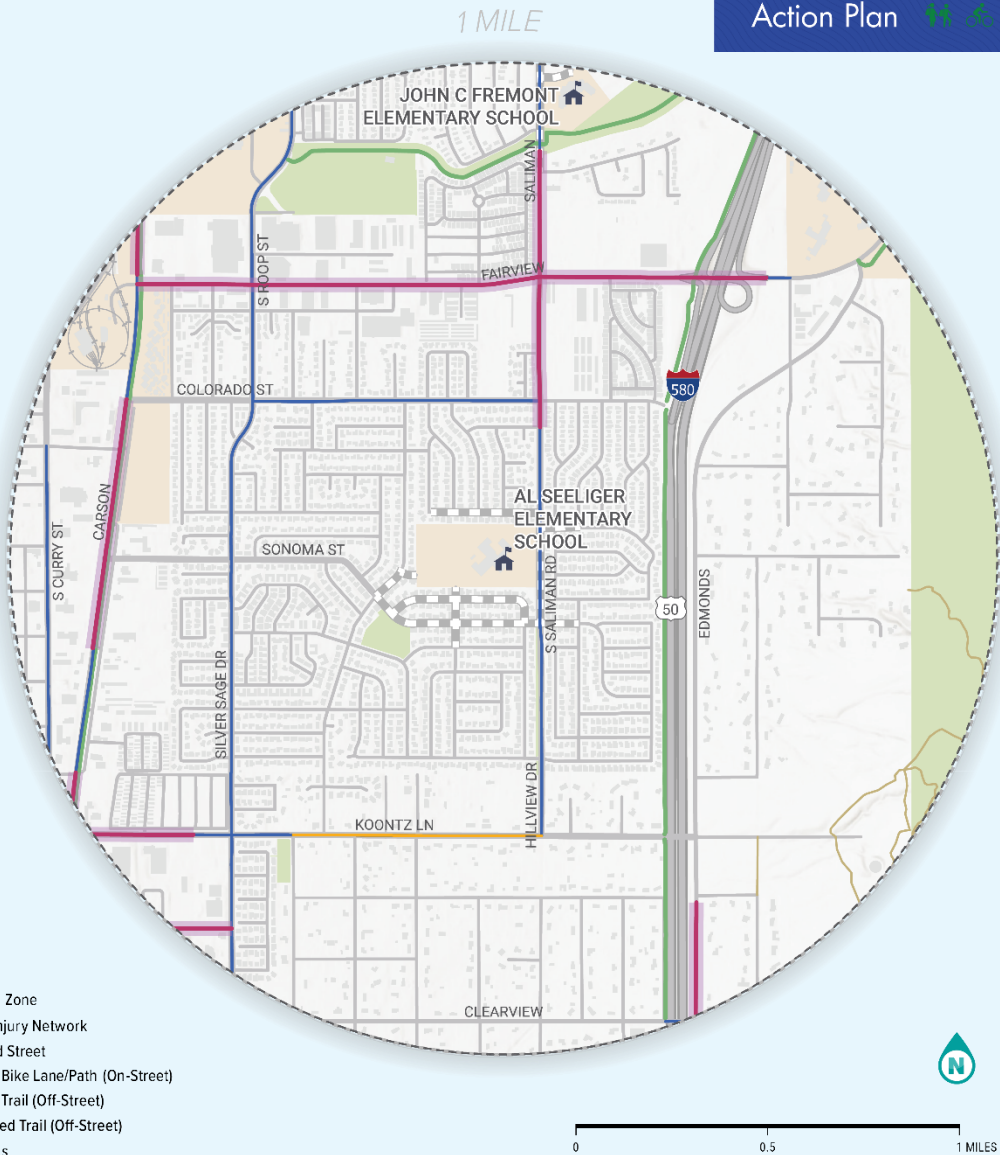 1 MILE
Action Plan
JOHN C FREMONT
ELEMENTARY SCHOOL
SALIMAN
S ROOP ST
FAIRVIEW
580
COLORADO ST
CARSON
AL SEELIGER
ELEMENTARY
SCHOOL
S CURRY ST
SONOMA ST
S SALIMAN RD
50
EDMONDS
SILVER SAGE DR
HILLVIEW DR
KOONTZ LN
CLEARVIEW
Zone
Network
Street
Bike Lane/Path (On-Street)
Trail (Off-Street)
Trail (Off-Street)
N
0
0.5
1 MILES